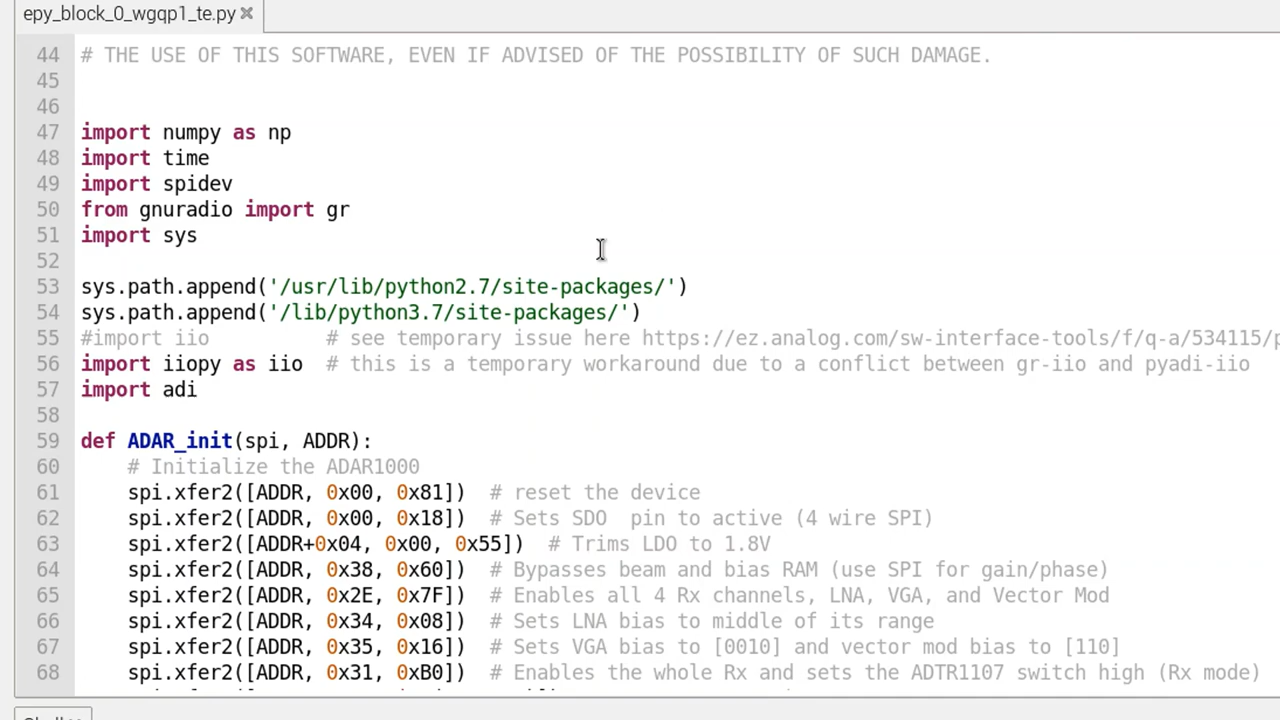 epy_block_0_wgqp1_te.py ✖
44 # THE USE OF THIS SOFTWARE, EVEN IF ADVISED OF THE POSSIBILITY OF SUCH DAMAGE.
45
46
47 import numpy as np
48 import time
49 import spidev
50 from gnuradio import gr
51 import sys
52
53 sys.path.append('/usr/lib/python2.7/site-packages/')
54 sys.path.append('/lib/python3.7/site-packages/')
55 #import iio          # see temporary issue here https://ez.analog.com/sw-interface-tools/f/q-a/534115/p
56 import iiopy as iio  # this is a temporary workaround due to a conflict between gr-iio and pyadi-iio
57 import adi
58
59 def ADAR_init(spi, ADDR):
60     # Initialize the ADAR1000
61     spi.xfer2([ADDR, 0x00, 0x81])  # reset the device
62     spi.xfer2([ADDR, 0x00, 0x18])  # Sets SDO  pin to active (4 wire SPI)
63     spi.xfer2([ADDR+0x04, 0x00, 0x55])  # Trims LDO to 1.8V
64     spi.xfer2([ADDR, 0x38, 0x60])  # Bypasses beam and bias RAM (use SPI for gain/phase)
65     spi.xfer2([ADDR, 0x2E, 0x7F])  # Enables all 4 Rx channels, LNA, VGA, and Vector Mod
66     spi.xfer2([ADDR, 0x34, 0x08])  # Sets LNA bias to middle of its range
67     spi.xfer2([ADDR, 0x35, 0x16])  # Sets VGA bias to [0010] and vector mod bias to [110]
68     spi.xfer2([ADDR, 0x31, 0xB0])  # Enables the whole Rx and sets the ADTR1107 switch high (Rx mode)